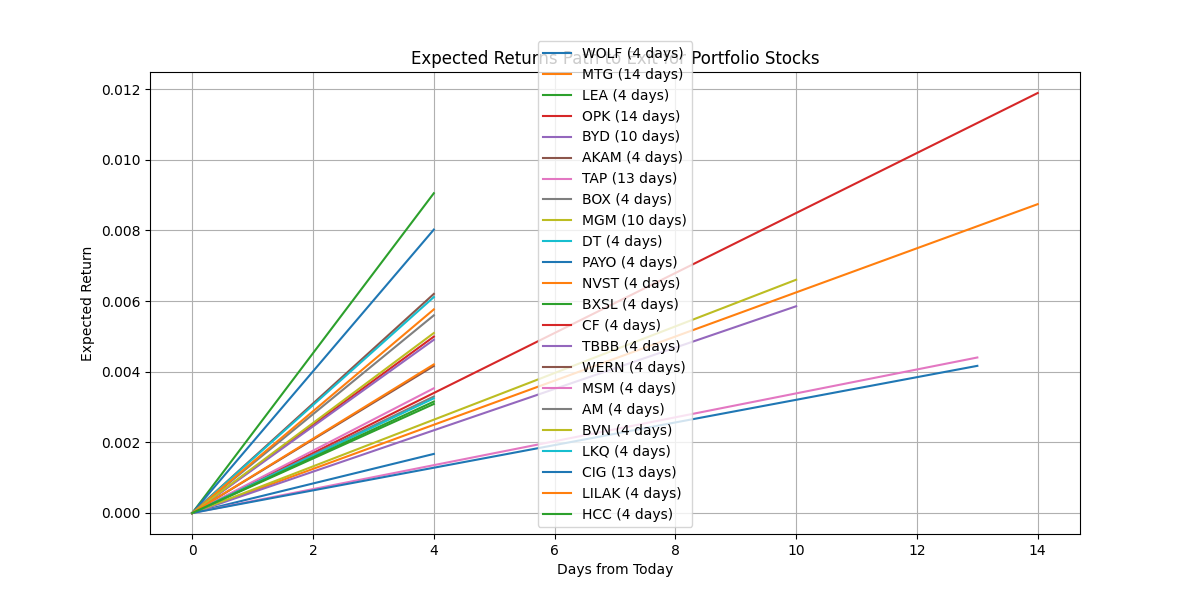 Expected Returns Path to Exit for Portfolio Stocks
WOLF (4 days)
MTG (14 days)
LEA (4 days)
OPK (14 days)
BYD (10 days)
AKAM (4 days)
TAP (13 days)
BOX (4 days)
MGM (10 days)
DT (4 days)
PAYO (4 days)
NVST (4 days)
BXSL (4 days)
CF (4 days)
TBBB (4 days)
WERN (4 days)
MSM (4 days)
AM (4 days)
BVN (4 days)
LKQ (4 days)
CIG (13 days)
LILAK (4 days)
HCC (4 days)
Expected Return
0.012
0.010
0.008
0.006
0.004
0.002
0.000
0 2 4 6 8 10 12 14
Days from Today